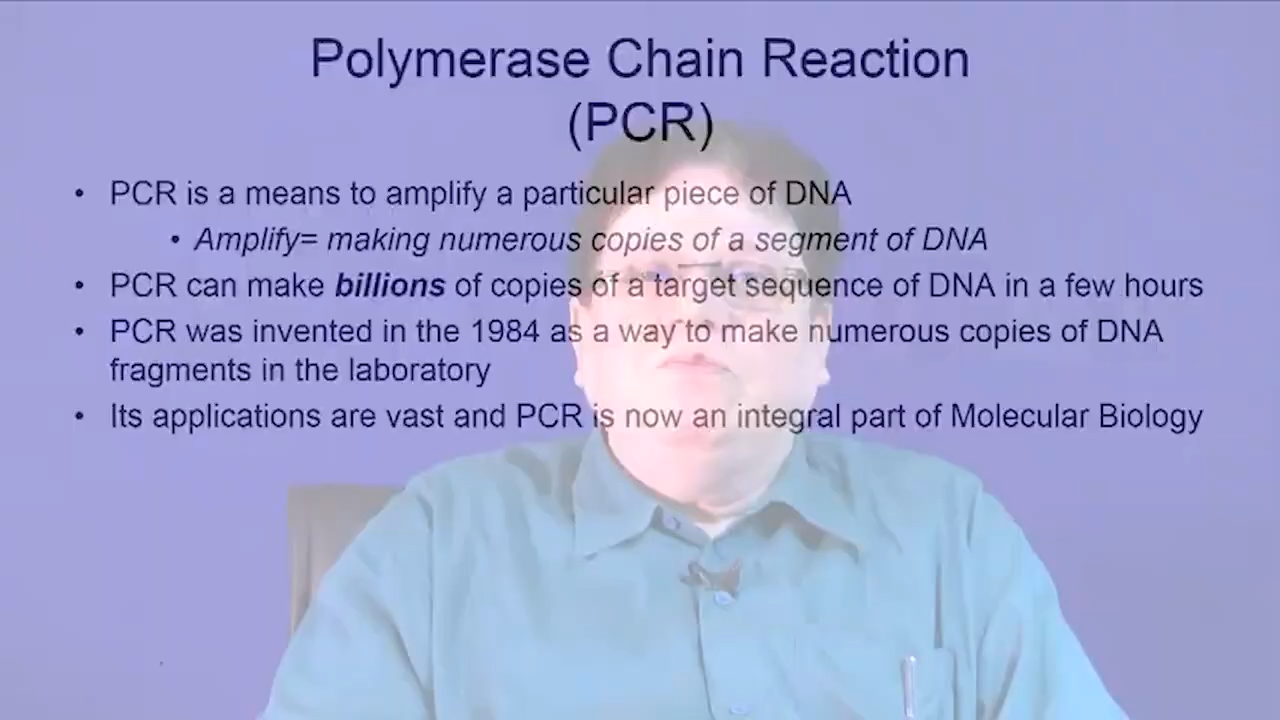 Polymerase Chain Reaction
(PCR)
• PCR is a means to amplify a particular piece of DNA
• Amplify= making numerous copies of a segment of DNA
• PCR can make billions of copies of a target sequence of DNA in a few hours
• PCR was invented in the 1984 as a way to make numerous copies of DNA
fragments in the laboratory
• Its applications are vast and PCR is now an integral part of Molecular Biology